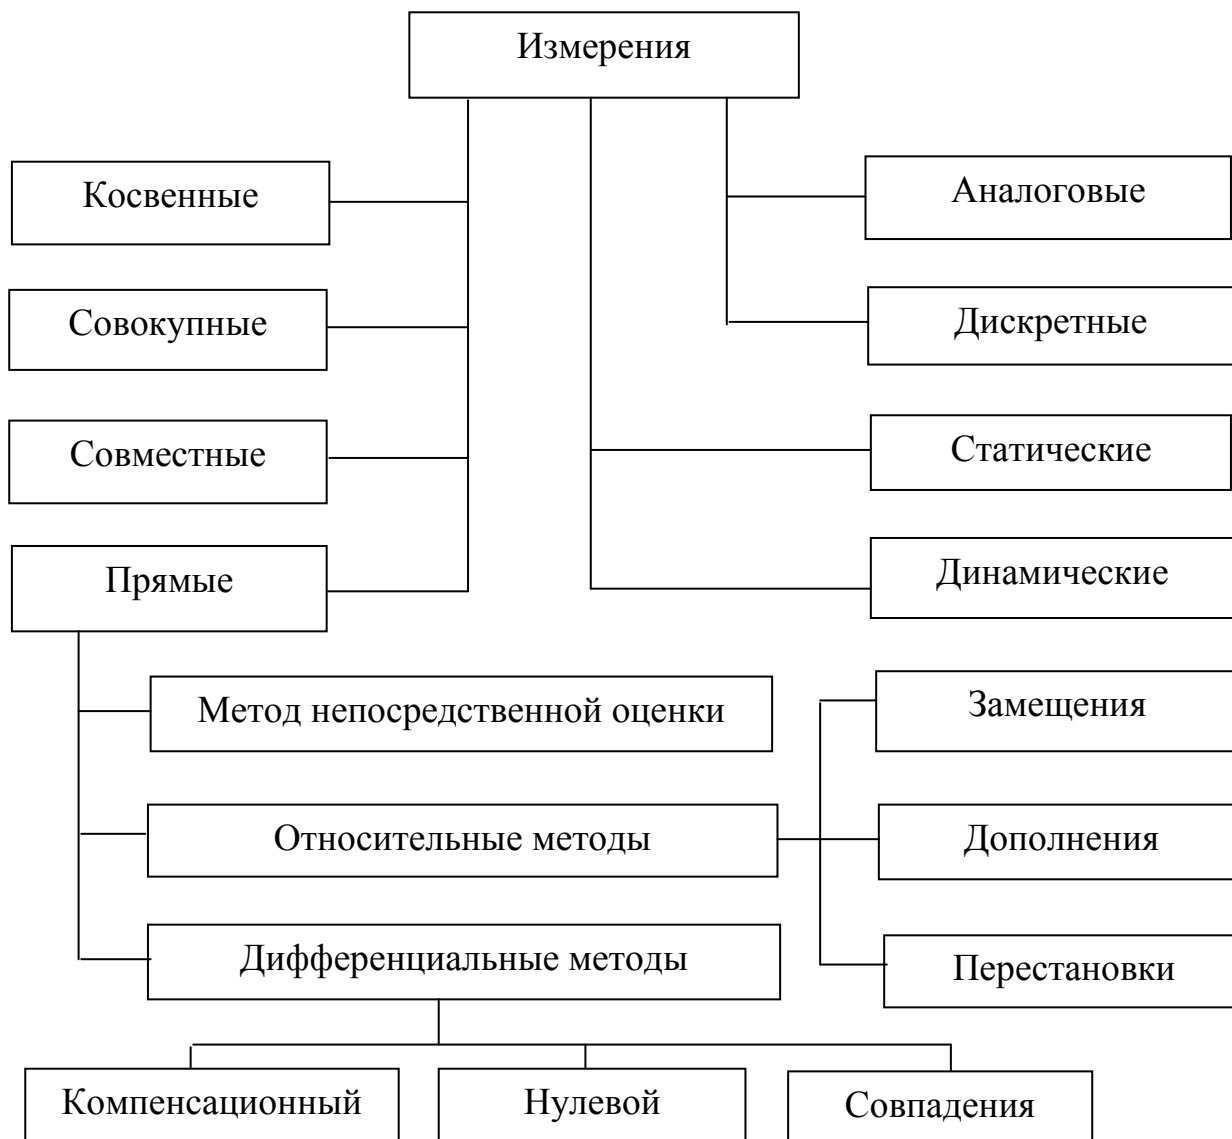 Измерения
Косвенные
Аналоговые
Совокупные
Дискретные
Совместные
Статические
Прямые
Динамические
Метод непосредственной оценки
Замещения
Относительные методы
Дополнения
Дифференциальные методы
Перестановки
Компенсационный
Нулевой
Совпадения